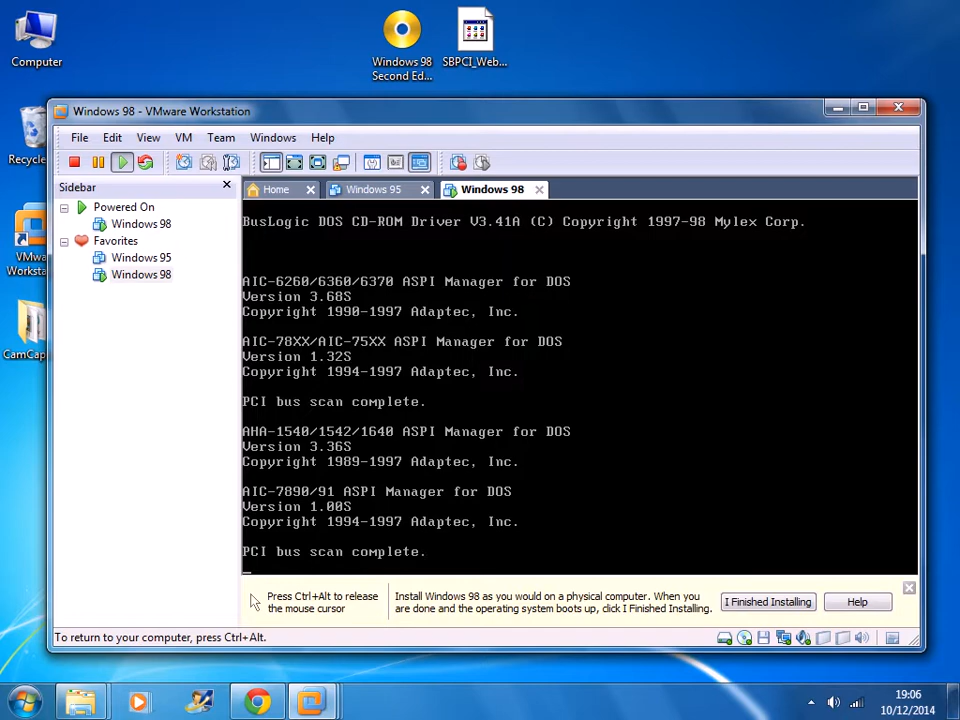 Computer
Windows 98
Second Ed...
SBPCI_Web...
Recycle
VMw
Worksta
CamCap
Windows 98 - VMware Workstation
File Edit View VM Team Windows Help
Sidebar
Powered On
Windows 98
Favorites
Windows 95
Windows 98
Home
Windows 95
Windows 98
BusLogic DOS CD-ROM Driver V3.41A (C) Copyright 1997-98 Mylex Corp.
AIC-6260/6360/6370 ASPI Manager for DOS
Version 3.68S
Copyright 1990-1997 Adaptec, Inc.
AIC-78XX/AIC-75XX ASPI Manager for DOS
Version 1.32S
Copyright 1994-1997 Adaptec, Inc.
PCI bus scan complete.
AHA-1540/1542/1640 ASPI Manager for DOS
Version 3.36S
Copyright 1989-1997 Adaptec, Inc.
AIC-7890/91 ASPI Manager for DOS
Version 1.00S
Copyright 1994-1997 Adaptec, Inc.
PCI bus scan complete.
Press Ctrl+Alt to release
the mouse cursor
Install Windows 98 as you would on a physical computer. When you
are done and the operating system boots up, click I Finished Installing.
I Finished Installing
Help
To return to your computer, press Ctrl+Alt.
19:06
10/12/2014